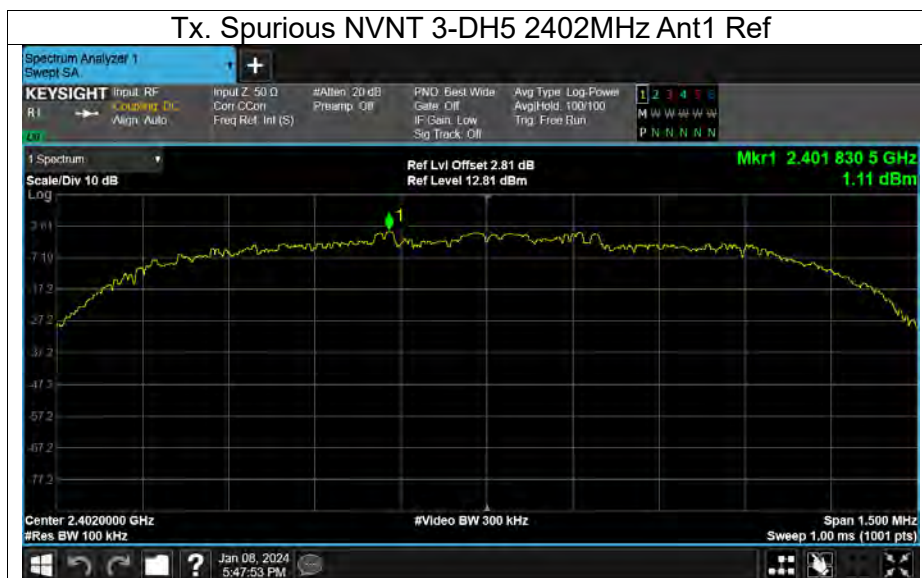 Tx. Spurious NVNT 3-DH5 2402MHz Ant1 Ref
Spectrum Analyzer 1
Swept SA
+
KEYSIGHT Input: RF Input Z: 50 Ω #Atten: 20 dB PNO: Best Wide Avg Type: Log-Power 1 2 3 4 5 6
Coupling: DC Corr CCorr Preamp: Off Gate: Off Avg|Hold: 100/100 M W W W W W
Align: Auto Freq Ref: Int (S) IF Gain: Low Trig: Free Run
Sig Track: Off P N N N N N
1 Spectrum Ref Lvl Offset 2.81 dB Mkr1 2.401 830 5 GHz
Scale/Div 10 dB Ref Level 12.81 dBm 1.11 dBm
Log
1
2.81
-7.19
-17.2
-27.2
-37.2
-47.2
-57.2
-67.2
-77.2
Center 2.4020000 GHz #Video BW 300 kHz Span 1.500 MHz
#Res BW 100 kHz Sweep 1.00 ms (1001 pts)
? Jan 08, 2024
5:47:53 PM